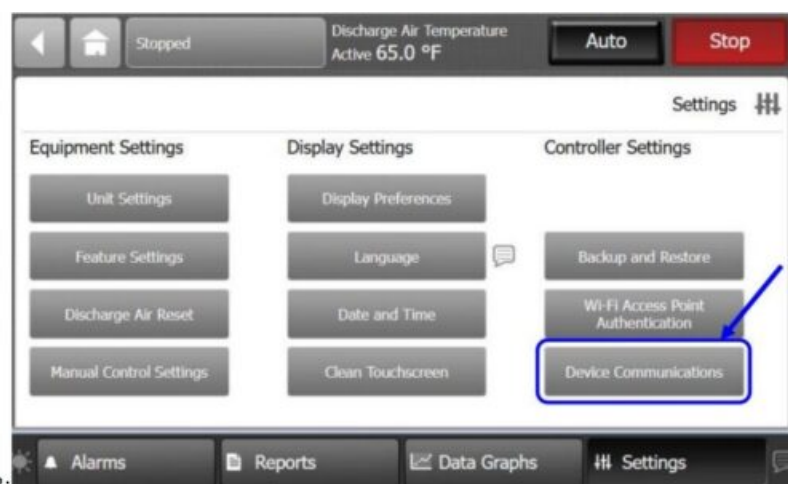 Stopped
Discharge Air Temperature
Active 65.0 °F
Auto
Stop
Settings
Equipment Settings
Display Settings
Controller Settings
Unit Settings
Display Preferences
Feature Settings
Language
Backup and Restore
Discharge Air Reset
Date and Time
Wi-Fi Access Point
Authentication
Manual Control Settings
Clean Touchscreen
Device Communications
Alarms
Reports
Data Graphs
Settings